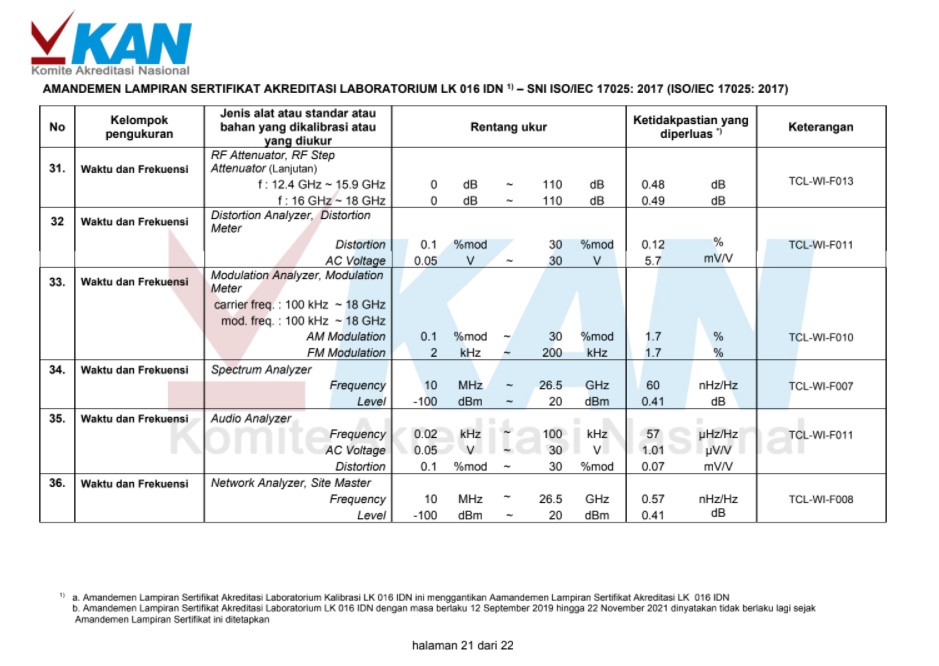 KAN
Komite Akreditasi Nasional
AMANDEMEN LAMPIRAN SERTIFIKAT AKREDITASI LABORATORIUM LK 016 IDN ¹⁾ – SNI ISO/IEC 17025: 2017 (ISO/IEC 17025: 2017)
No Kelompok pengukuran Jenis alat atau standar atau bahan yang dikalibrasi atau yang diukur Rentang ukur Ketidakpastian yang diperluas *) Keterangan
31. Waktu dan Frekuensi RF Attenuator, RF Step
Attenuator (Lanjutan) TCL-WI-F013
f : 12.4 GHz ~ 15.9 GHz 0 dB ~ 110 dB 0.48 dB
f : 16 GHz ~ 18 GHz 0 dB ~ 110 dB 0.49 dB
32 Waktu dan Frekuensi Distortion Analyzer, Distortion
Meter
Distortion 0.1 %mod 30 %mod 0.12 % TCL-WI-F011
AC Voltage 0.05 V ~ 30 V 5.7 mV/V
33. Waktu dan Frekuensi Modulation Analyzer, Modulation
Meter
carrier freq. : 100 kHz ~ 18 GHz
mod. freq. : 100 kHz ~ 18 GHz
AM Modulation 0.1 %mod ~ 30 %mod 1.7 % TCL-WI-F010
FM Modulation 2 kHz ~ 200 kHz 1.7 %
34. Waktu dan Frekuensi Spectrum Analyzer
Frequency 10 MHz ~ 26.5 GHz 60 nHz/Hz TCL-WI-F007
Level -100 dBm ~ 20 dBm 0.41 dB
35. Waktu dan Frekuensi Audio Analyzer
Frequency 0.02 kHz ~ 100 kHz 57 µHz/Hz TCL-WI-F011
AC Voltage 0.05 V ~ 30 V 1.01 µV/V
Distortion 0.1 %mod ~ 30 %mod 0.07 mV/V
36. Waktu dan Frekuensi Network Analyzer, Site Master
Frequency 10 MHz ~ 26.5 GHz 0.57 nHz/Hz TCL-WI-F008
Level -100 dBm ~ 20 dBm 0.41 dB
KAN
Komite Akreditasi Nasional
¹⁾ a. Amandemen Lampiran Sertifikat Akreditasi Laboratorium Kalibrasi LK 016 IDN ini menggantikan Aamandemen Lampiran Sertifikat Akreditasi LK 016 IDN
b. Amandemen Lampiran Sertifikat Akreditasi Laboratorium LK 016 IDN dengan masa berlaku 12 September 2019 hingga 22 November 2021 dinyatakan tidak berlaku lagi sejak
Amandemen Lampiran Sertifikat ini ditetapkan
halaman 21 dari 22